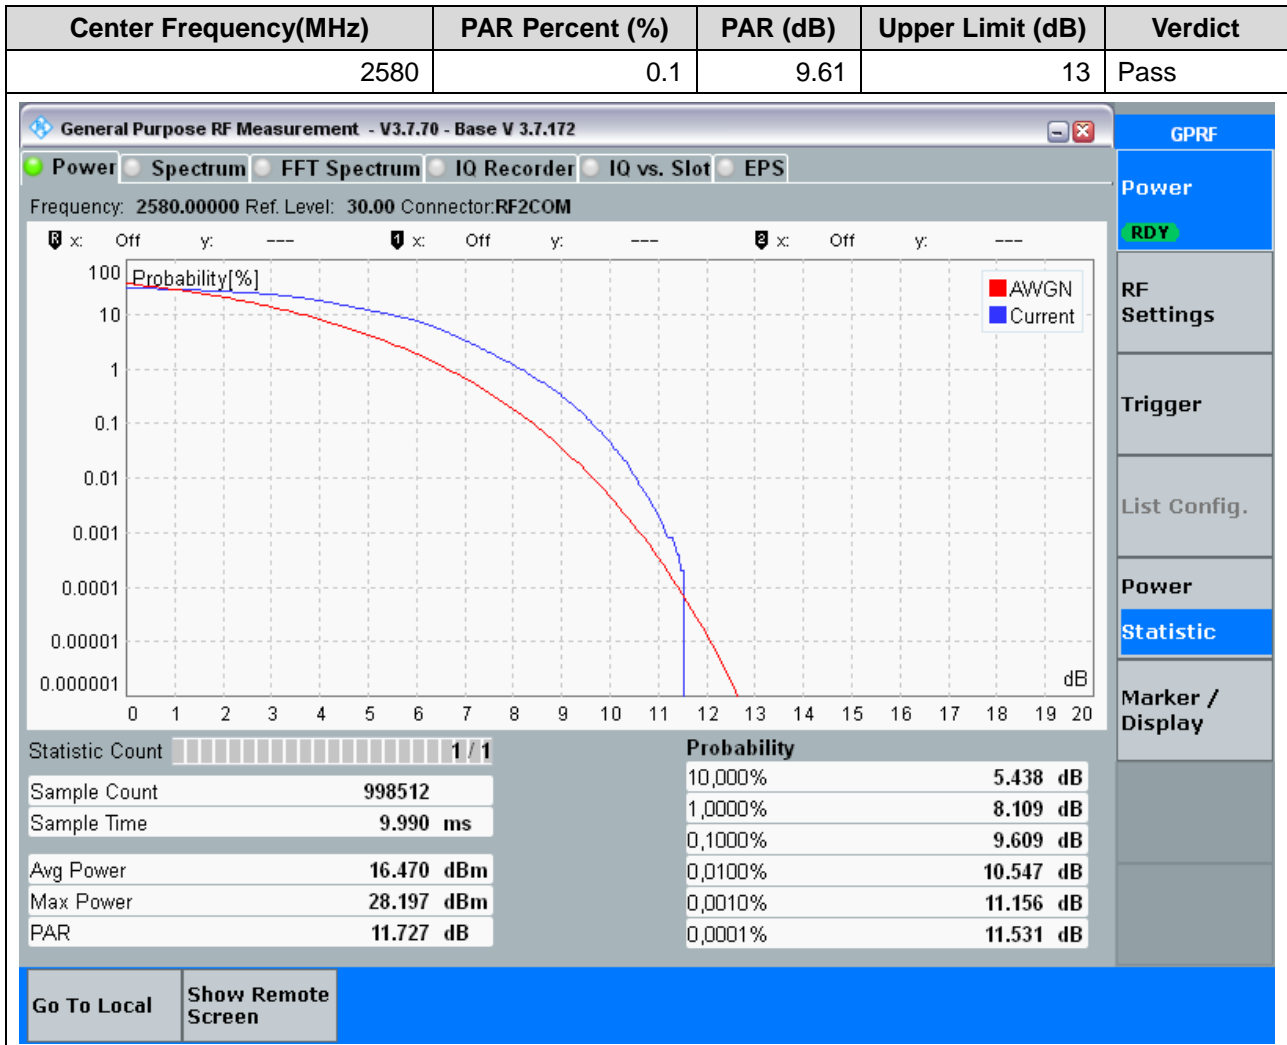 Center Frequency(MHz) PAR Percent (%) PAR (dB) Upper Limit (dB) Verdict
2580 0.1 9.61 13 Pass
General Purpose RF Measurement - V3.7.70 - Base V 3.7.172
GPRF
Power Spectrum FFT Spectrum IQ Recorder IQ vs. Slot EPS
Power
RDY
Frequency: 2580.00000 Ref. Level: 30.00 Connector:RF2COM
R x: Off y: --- 1 x: Off y: --- 2 x: Off y: ---
Probability[%]
AWGN
Current
100
10
1
0.1
0.01
0.001
0.0001
0.00001
0.000001
dB
0 1 2 3 4 5 6 7 8 9 10 11 12 13 14 15 16 17 18 19 20
RF
Settings
Trigger
List Config.
Power
Statistic
Marker /
Display
Statistic Count 1 / 1
Sample Count 998512
Sample Time 9.990 ms
Avg Power 16.470 dBm
Max Power 28.197 dBm
PAR 11.727 dB
Probability
10,000% 5.438 dB
1,0000% 8.109 dB
0,1000% 9.609 dB
0,0100% 10.547 dB
0,0010% 11.156 dB
0,0001% 11.531 dB
Go To Local
Show Remote
Screen